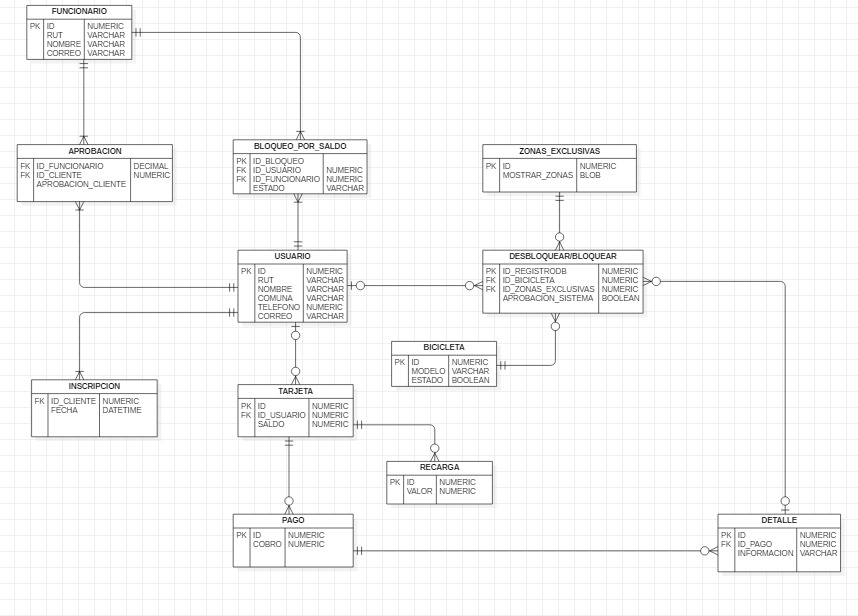 FUNCIONARIO
PK ID NUMERIC
RUT VARCHAR
NOMBRE VARCHAR
CORREO VARCHAR
APROBACION
FK ID_FUNCIONARIO DECIMAL
FK ID_CLIENTE NUMERIC
APROBACION_CLIENTE
BLOQUEO_POR_SALDO
PK ID_BLOQUEO
FK ID_USUARIO NUMERIC
FK ID_FUNCIONARIO NUMERIC
ESTADO VARCHAR
ZONAS_EXCLUSIVAS
PK ID NUMERIC
MOSTRAR_ZONAS BLOB
USUARIO
PK ID NUMERIC
RUT VARCHAR
NOMBRE VARCHAR
COMUNA VARCHAR
TELEFONO NUMERIC
CORREO VARCHAR
DESBLOQUEAR/BLOQUEAR
PK ID_REGISTRODB NUMERIC
FK ID_BICICLETA NUMERIC
FK ID_ZONAS_EXCLUSIVAS NUMERIC
APROBACION_SISTEMA BOOLEAN
BICICLETA
PK ID NUMERIC
MODELO VARCHAR
ESTADO BOOLEAN
INSCRIPCION
FK ID_CLIENTE NUMERIC
FECHA DATETIME
TARJETA
PK ID NUMERIC
FK ID_USUARIO NUMERIC
SALDO NUMERIC
RECARGA
PK ID NUMERIC
VALOR NUMERIC
PAGO
PK ID NUMERIC
COBRO NUMERIC
DETALLE
PK ID NUMERIC
FK ID_PAGO NUMERIC
INFORMACION VARCHAR